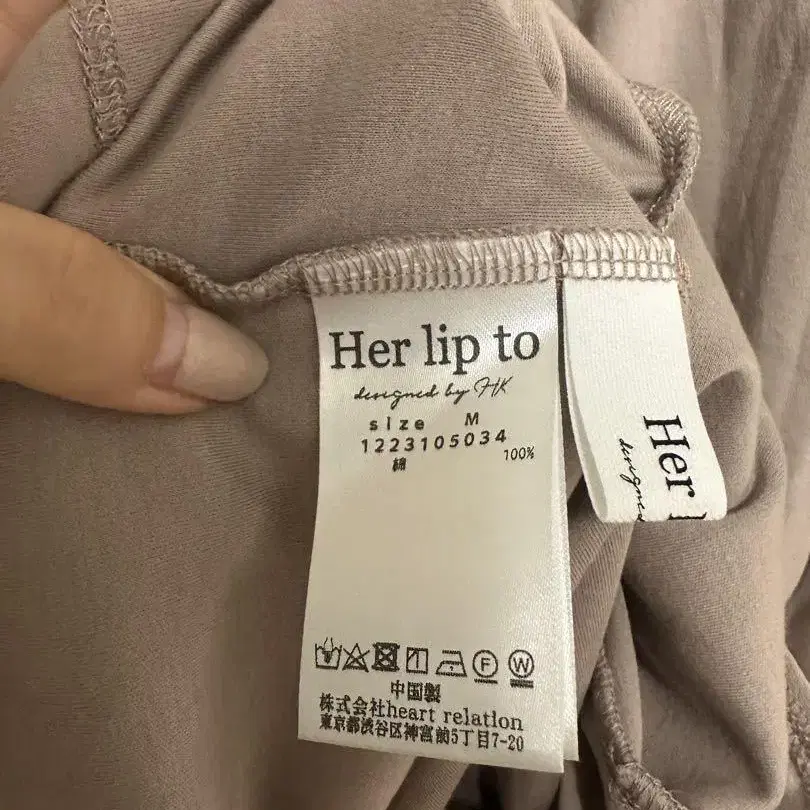 Her lip to
designed by HK
size M
1223105034
綿 100%
F W
中国製
株式会社heart relation
東京都渋谷区神宮前5丁目7-20
Her
designed